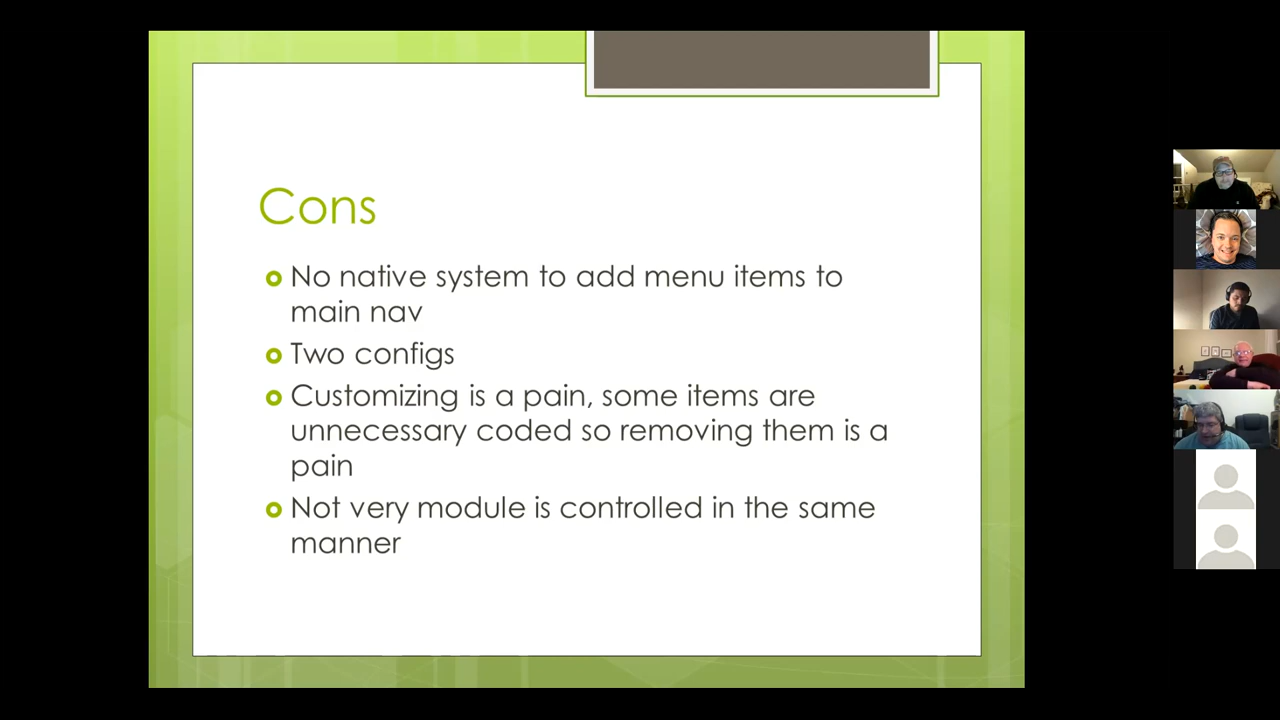 Cons
No native system to add menu items to
main nav
Two configs
Customizing is a pain, some items are
unnecessary coded so removing them is a
pain
Not very module is controlled in the same
manner